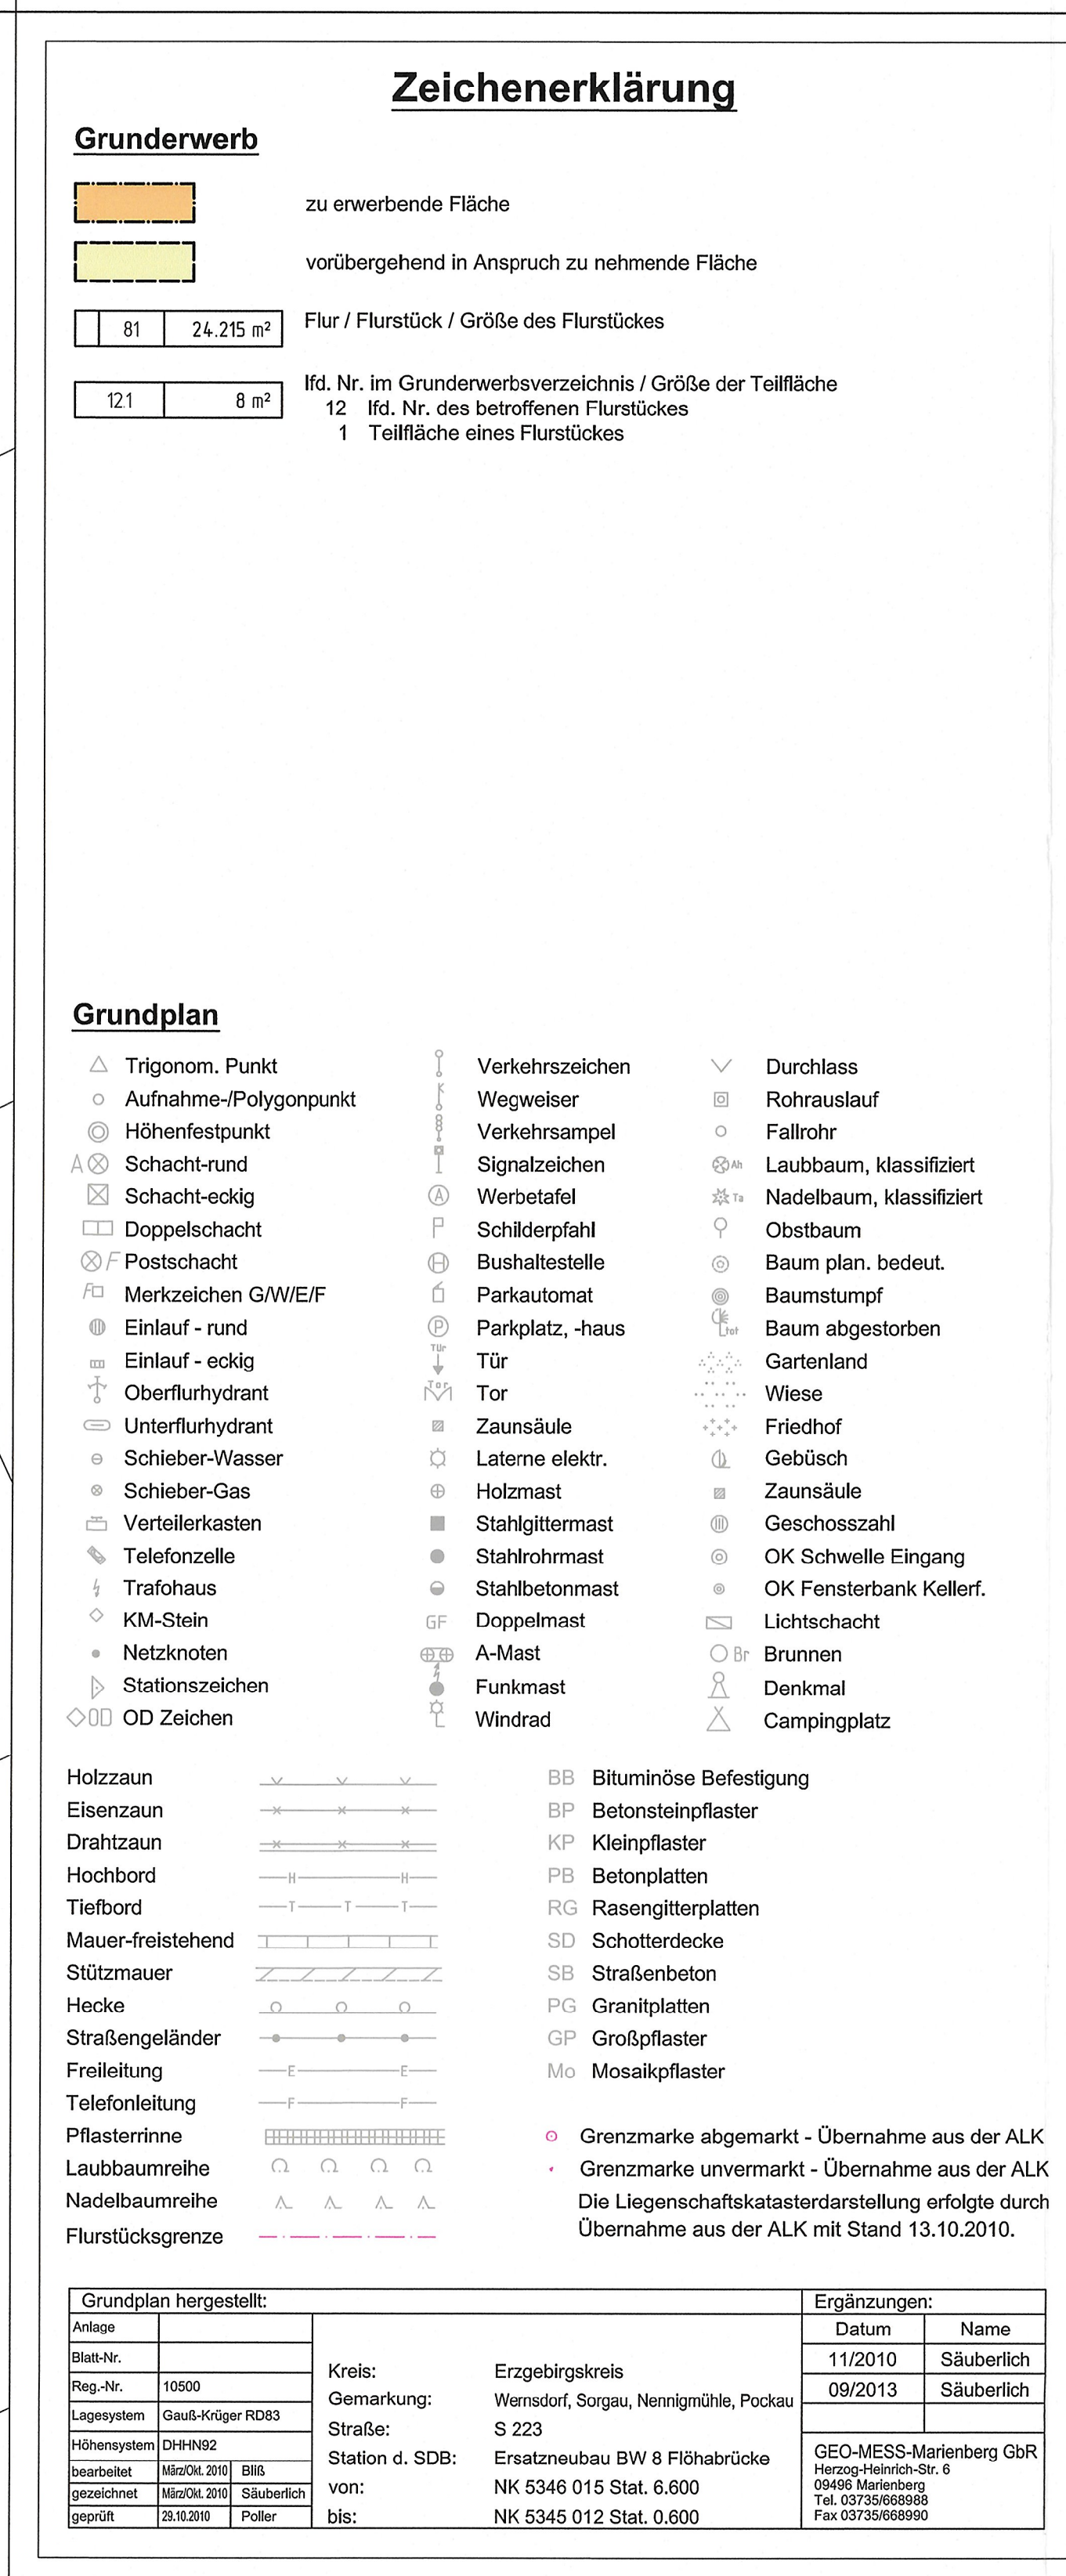 Zeichenerklärung
Grunderwerb
zu erwerbende Fläche
vorübergehend in Anspruch zu nehmende Fläche
81 24.215 m² Flur / Flurstück / Größe des Flurstückes
12.1 8 m² lfd. Nr. im Grunderwerbsverzeichnis / Größe der Teilfläche
12 lfd. Nr. des betroffenen Flurstückes
1 Teilfläche eines Flurstückes
Grundplan
Trigonom. Punkt
Aufnahme-/Polygonpunkt
Höhenfestpunkt
A Schacht-rund
Schacht-eckig
Doppelschacht
F Postschacht
F Merkzeichen G/W/E/F
Einlauf - rund
Einlauf - eckig
Oberflurhydrant
Unterflurhydrant
Schieber-Wasser
Schieber-Gas
Verteilerkasten
Telefonzelle
Trafohaus
KM-Stein
Netzknoten
Stationszeichen
OD OD Zeichen
Verkehrszeichen
Wegweiser
Verkehrsampel
Signalzeichen
A Werbetafel
Schilderpfahl
H Bushaltestelle
Parkautomat
P Parkplatz, -haus
Tür Tür
Tor Tor
Zaunsäule
Laterne elektr.
Holzmast
Stahlgittermast
Stahlrohrmast
Stahlbetonmast
GF Doppelmast
A-Mast
Funkmast
Windrad
Durchlass
Rohrauslauf
Fallrohr
Ah Laubbaum, klassifiziert
Ta Nadelbaum, klassifiziert
Obstbaum
Baum plan. bedeut.
Baumstumpf
tot Baum abgestorben
Gartenland
Wiese
Friedhof
Gebüsch
Zaunsäule
Geschosszahl
OK Schwelle Eingang
OK Fensterbank Kellerf.
Lichtschacht
Br Brunnen
Denkmal
Campingplatz
Holzzaun
Eisenzaun
Drahtzaun
Hochbord H H
Tiefbord T T T
Mauer-freistehend
Stützmauer
Hecke
Straßengeländer
Freileitung E E
Telefonleitung F F
Pflasterrinne
Laubbaumreihe
Nadelbaumreihe
Flurstücksgrenze
BB Bituminöse Befestigung
BP Betonsteinpflaster
KP Kleinpflaster
PB Betonplatten
RG Rasengitterplatten
SD Schotterdecke
SB Straßenbeton
PG Granitplatten
GP Großpflaster
Mo Mosaikpflaster
Grenzmarke abgemarkt - Übernahme aus der ALK
Grenzmarke unvermarkt - Übernahme aus der ALK
Die Liegenschaftskatasterdarstellung erfolgte durch
Übernahme aus der ALK mit Stand 13.10.2010.
Grundplan hergestellt:
Anlage
Blatt-Nr.
Reg.-Nr. 10500
Lagesystem Gauß-Krüger RD83
Höhensystem DHHN92
bearbeitet März/Okt. 2010 Bliß
gezeichnet März/Okt. 2010 Säuberlich
geprüft 29.10.2010 Poller
Kreis: Erzgebirgskreis
Gemarkung: Wernsdorf, Sorgau, Nennigmühle, Pockau
Straße: S 223
Station d. SDB: Ersatzneubau BW 8 Flöhabrücke
von: NK 5346 015 Stat. 6.600
bis: NK 5345 012 Stat. 0.600
Ergänzungen:
Datum Name
11/2010 Säuberlich
09/2013 Säuberlich
GEO-MESS-Marienberg GbR
Herzog-Heinrich-Str. 6
09496 Marienberg
Tel. 03735/668988
Fax 03735/668990